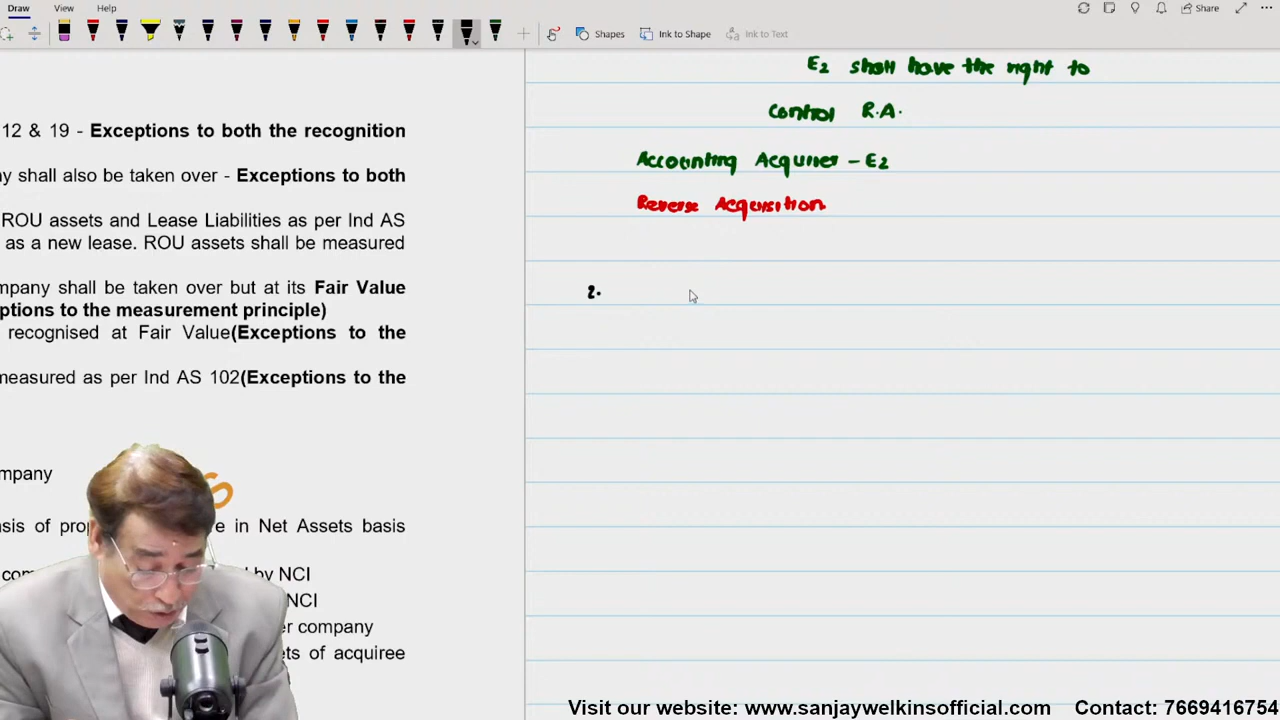 Draw View Help
Share
Shapes Ink to Shape Ink to Text
12 & 19 - Exceptions to both the recognition
ny shall also be taken over - Exceptions to both
ROU assets and Lease Liabilities as per Ind AS
as a new lease. ROU assets shall be measured
mpany shall be taken over but at its Fair Value
ptions to the measurement principle)
recognised at Fair Value(Exceptions to the
measured as per Ind AS 102(Exceptions to the
mpany
sis of prop
e in Net Assets basis
com
by NCI
NCI
er company
ets of acquiree
E2 shall have the right to
Control R.A.
Accounting Acquirer - E2
Reverse Acquisition
2.
Visit our website: www.sanjaywelkinsofficial.com Contact: 7669416754